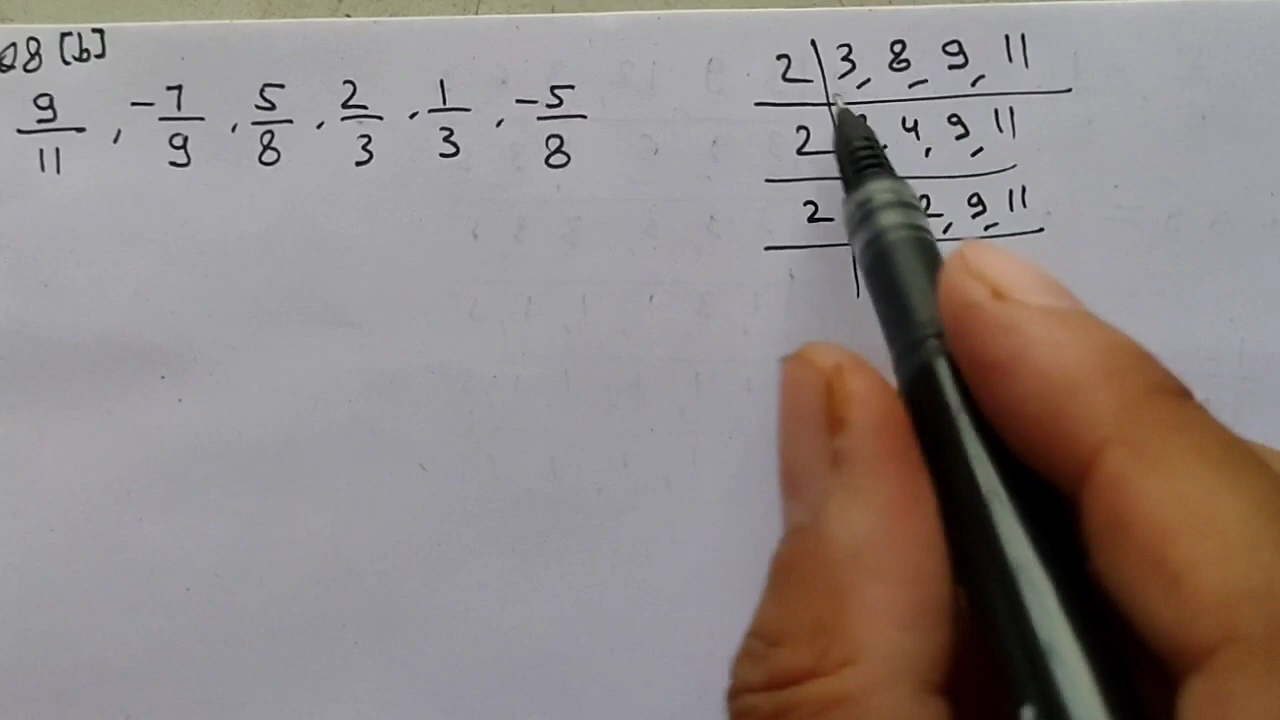 Q8 [b]
9/11, -7/9, 5/8, 2/3, 1/3, -5/8
2 | 3, 8, 9, 11
2 4, 9, 11
2 2, 9, 11